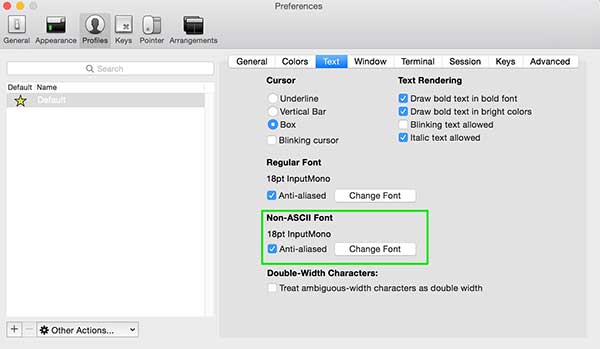 Preferences
General Appearance Profiles Keys Pointer Arrangements
Search
Default Name
Default
Other Actions...
General Colors Text Window Terminal Session Keys Advanced
Cursor
Underline
Vertical Bar
Box
Blinking cursor
Text Rendering
Draw bold text in bold font
Draw bold text in bright colors
Blinking text allowed
Italic text allowed
Regular Font
18pt InputMono
Anti-aliased Change Font
Non-ASCII Font
18pt InputMono
Anti-aliased Change Font
Double-Width Characters:
Treat ambiguous-width characters as double width